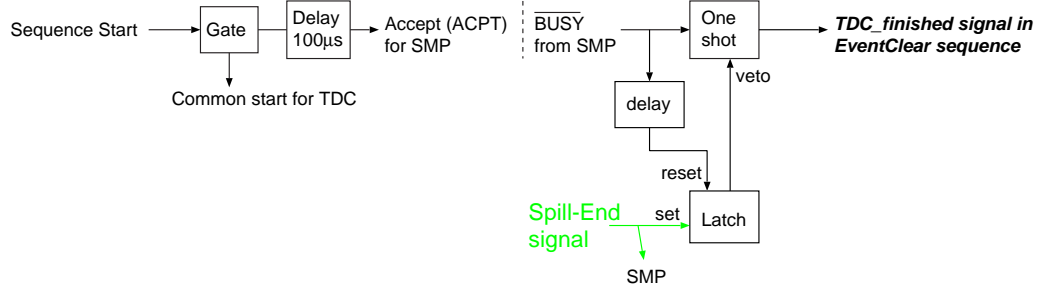 Sequence Start
Gate
Delay
100μs
Accept (ACPT)
for SMP
Common start for TDC
BUSY
from SMP
One
shot
TDC_finished signal in
EventClear sequence
veto
delay
reset
Spill-End
signal
set
Latch
SMP